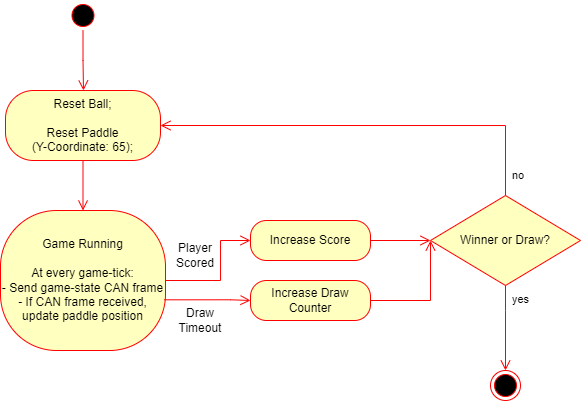 Reset Ball;
Reset Paddle
(Y-Coordinate: 65);
no
Game Running
At every game-tick:
- Send game-state CAN frame
- If CAN frame received,
update paddle position
Player
Scored
Increase Score
Winner or Draw?
Draw
Timeout
Increase Draw
Counter
yes